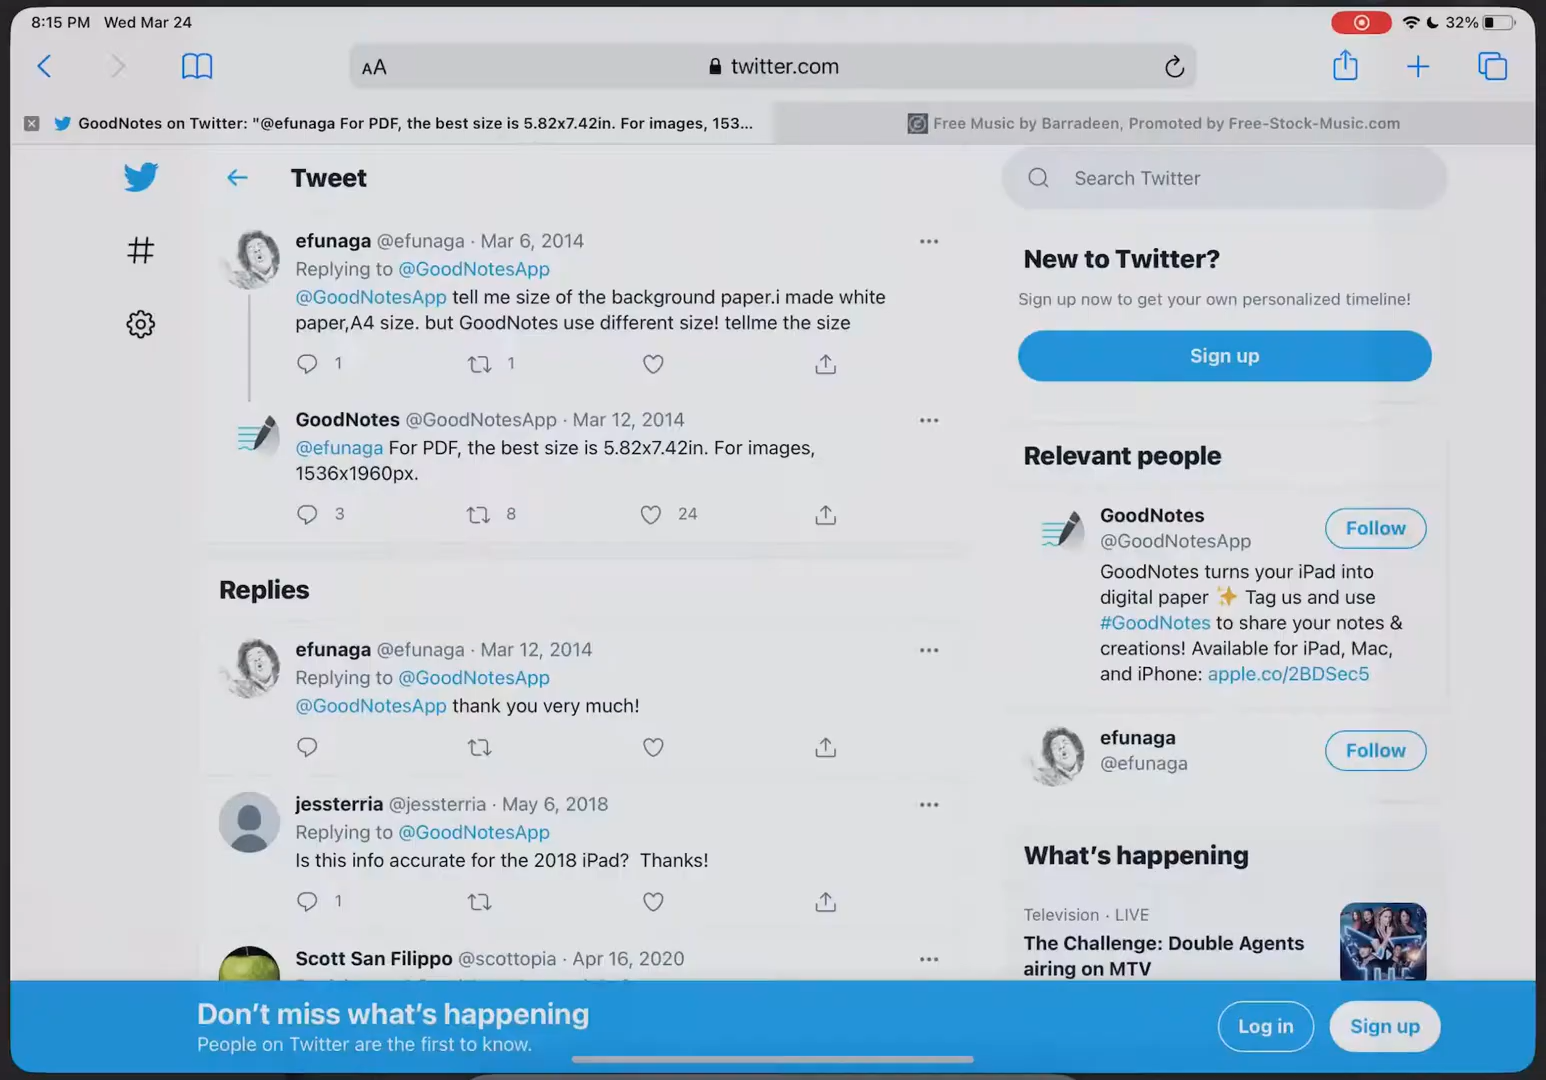 8:15 PM Wed Mar 24
32%
AA
twitter.com
GoodNotes on Twitter: "@efunaga For PDF, the best size is 5.82x7.42in. For images, 153...
Free Music by Barradeen, Promoted by Free-Stock-Music.com
Tweet
efunaga @efunaga · Mar 6, 2014
Replying to @GoodNotesApp
@GoodNotesApp tell me size of the background paper.i made white
paper,A4 size. but GoodNotes use different size! tellme the size
1 1
GoodNotes @GoodNotesApp · Mar 12, 2014
@efunaga For PDF, the best size is 5.82x7.42in. For images,
1536x1960px.
3 8 24
Replies
efunaga @efunaga · Mar 12, 2014
Replying to @GoodNotesApp
@GoodNotesApp thank you very much!
jessterria @jessterria · May 6, 2018
Replying to @GoodNotesApp
Is this info accurate for the 2018 iPad? Thanks!
1
Scott San Filippo @scottopia · Apr 16, 2020
Search Twitter
New to Twitter?
Sign up now to get your own personalized timeline!
Sign up
Relevant people
GoodNotes
@GoodNotesApp
Follow
GoodNotes turns your iPad into
digital paper ✨ Tag us and use
#GoodNotes to share your notes &
creations! Available for iPad, Mac,
and iPhone: apple.co/2BDSec5
efunaga
@efunaga
Follow
What's happening
Television · LIVE
The Challenge: Double Agents
airing on MTV
Don't miss what's happening
People on Twitter are the first to know.
Log in
Sign up